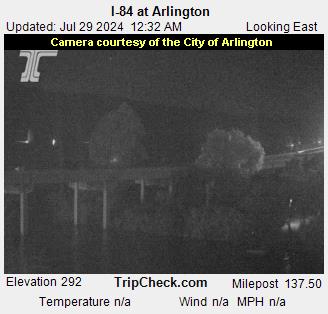 I-84 at Arlington
Updated: Jul 29 2024 12:32 AM Looking East
Camera courtesy of the City of Arlington
Elevation 292 TripCheck.com Milepost 137.50
Temperature n/a Wind n/a MPH n/a